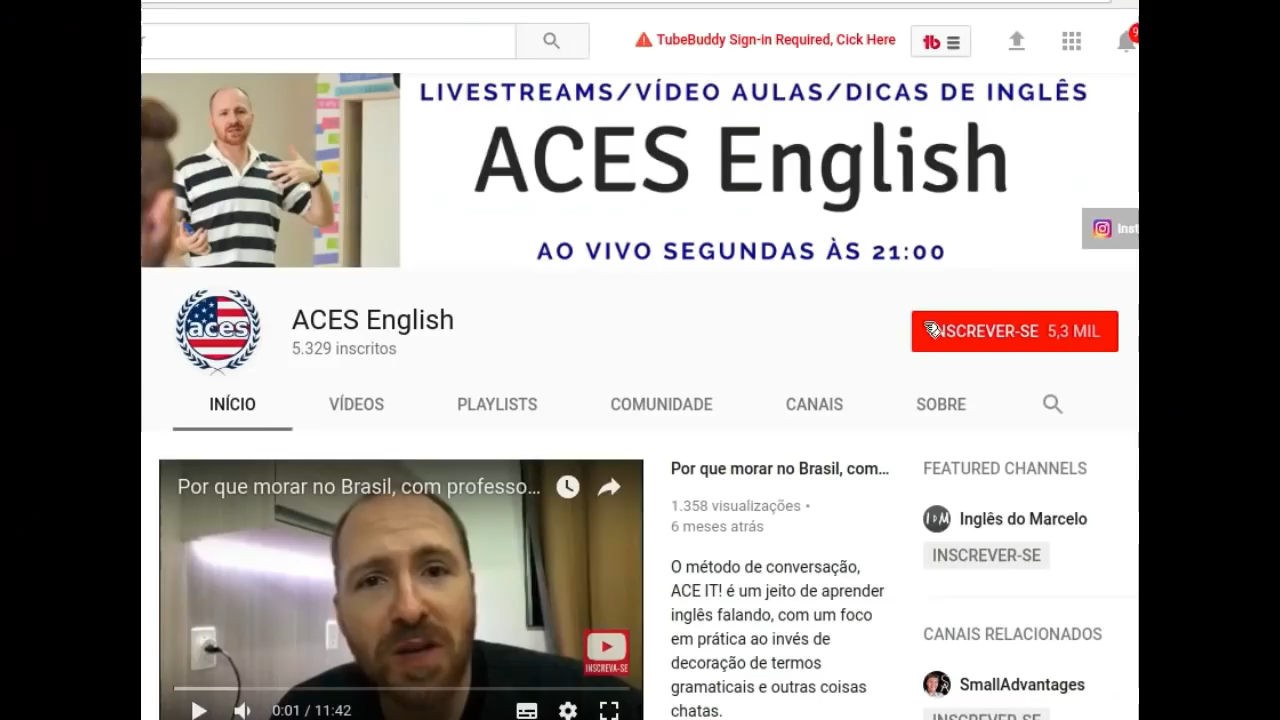 TubeBuddy Sign-in Required, Cick Here
9
LIVESTREAMS/VÍDEO AULAS/DICAS DE INGLÊS
ACES English
AO VIVO SEGUNDAS ÀS 21:00
Inst
aces
ACES English
5.329 inscritos
INSCREVER-SE 5,3 MIL
INÍCIO VÍDEOS PLAYLISTS COMUNIDADE CANAIS SOBRE
Por que morar no Brasil, com professo...
INSCREVA-SE
0:01 / 11:42
Por que morar no Brasil, com...
1.358 visualizações •
6 meses atrás
O método de conversação,
ACE IT! é um jeito de aprender
inglês falando, com um foco
em prática ao invés de
decoração de termos
gramaticais e outras coisas
chatas.
FEATURED CHANNELS
Inglês do Marcelo
INSCREVER-SE
CANAIS RELACIONADOS
SmallAdvantages
INSCREVER-SE